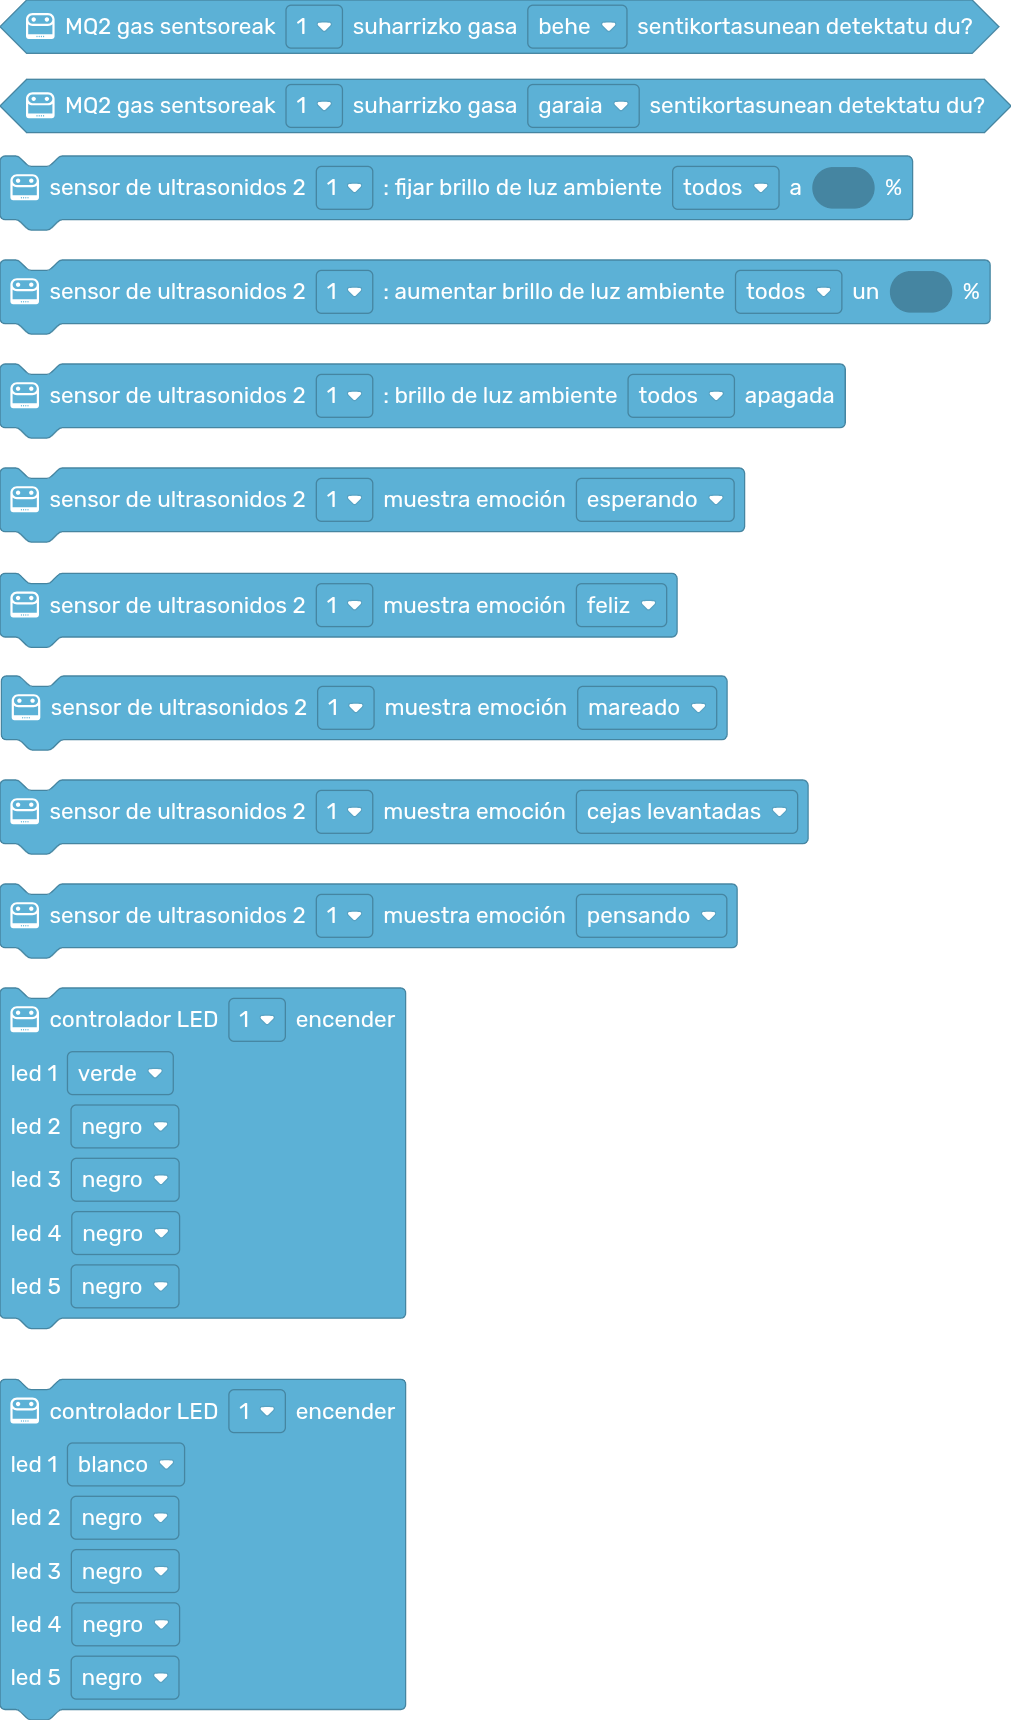 MQ2 gas sentsoreak 1 suharrizko gasa behe sentikortasunean detektatu du?
MQ2 gas sentsoreak 1 suharrizko gasa garaia sentikortasunean detektatu du?
sensor de ultrasonidos 2 1 : fijar brillo de luz ambiente todos a %
sensor de ultrasonidos 2 1 : aumentar brillo de luz ambiente todos un %
sensor de ultrasonidos 2 1 : brillo de luz ambiente todos apagada
sensor de ultrasonidos 2 1 muestra emoción esperando
sensor de ultrasonidos 2 1 muestra emoción feliz
sensor de ultrasonidos 2 1 muestra emoción mareado
sensor de ultrasonidos 2 1 muestra emoción cejas levantadas
sensor de ultrasonidos 2 1 muestra emoción pensando
controlador LED 1 encender
led 1 verde
led 2 negro
led 3 negro
led 4 negro
led 5 negro
controlador LED 1 encender
led 1 blanco
led 2 negro
led 3 negro
led 4 negro
led 5 negro